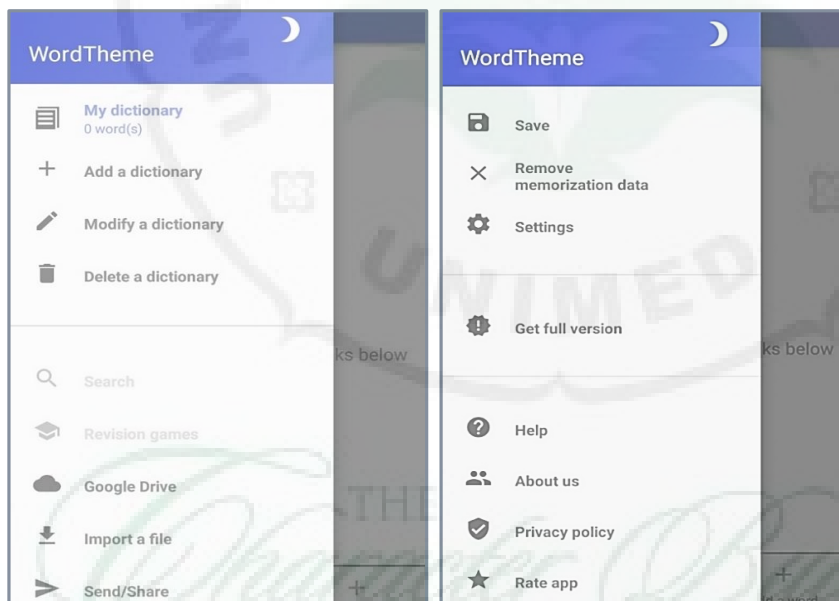 WordTheme
My dictionary
0 word(s)
Add a dictionary
Modify a dictionary
Delete a dictionary
Search
Revision games
Google Drive
Import a file
Send/Share
ks below
WordTheme
Save
Remove
memorization data
Settings
Get full version
Help
About us
Privacy policy
Rate app
ks below
UNIMED
THE